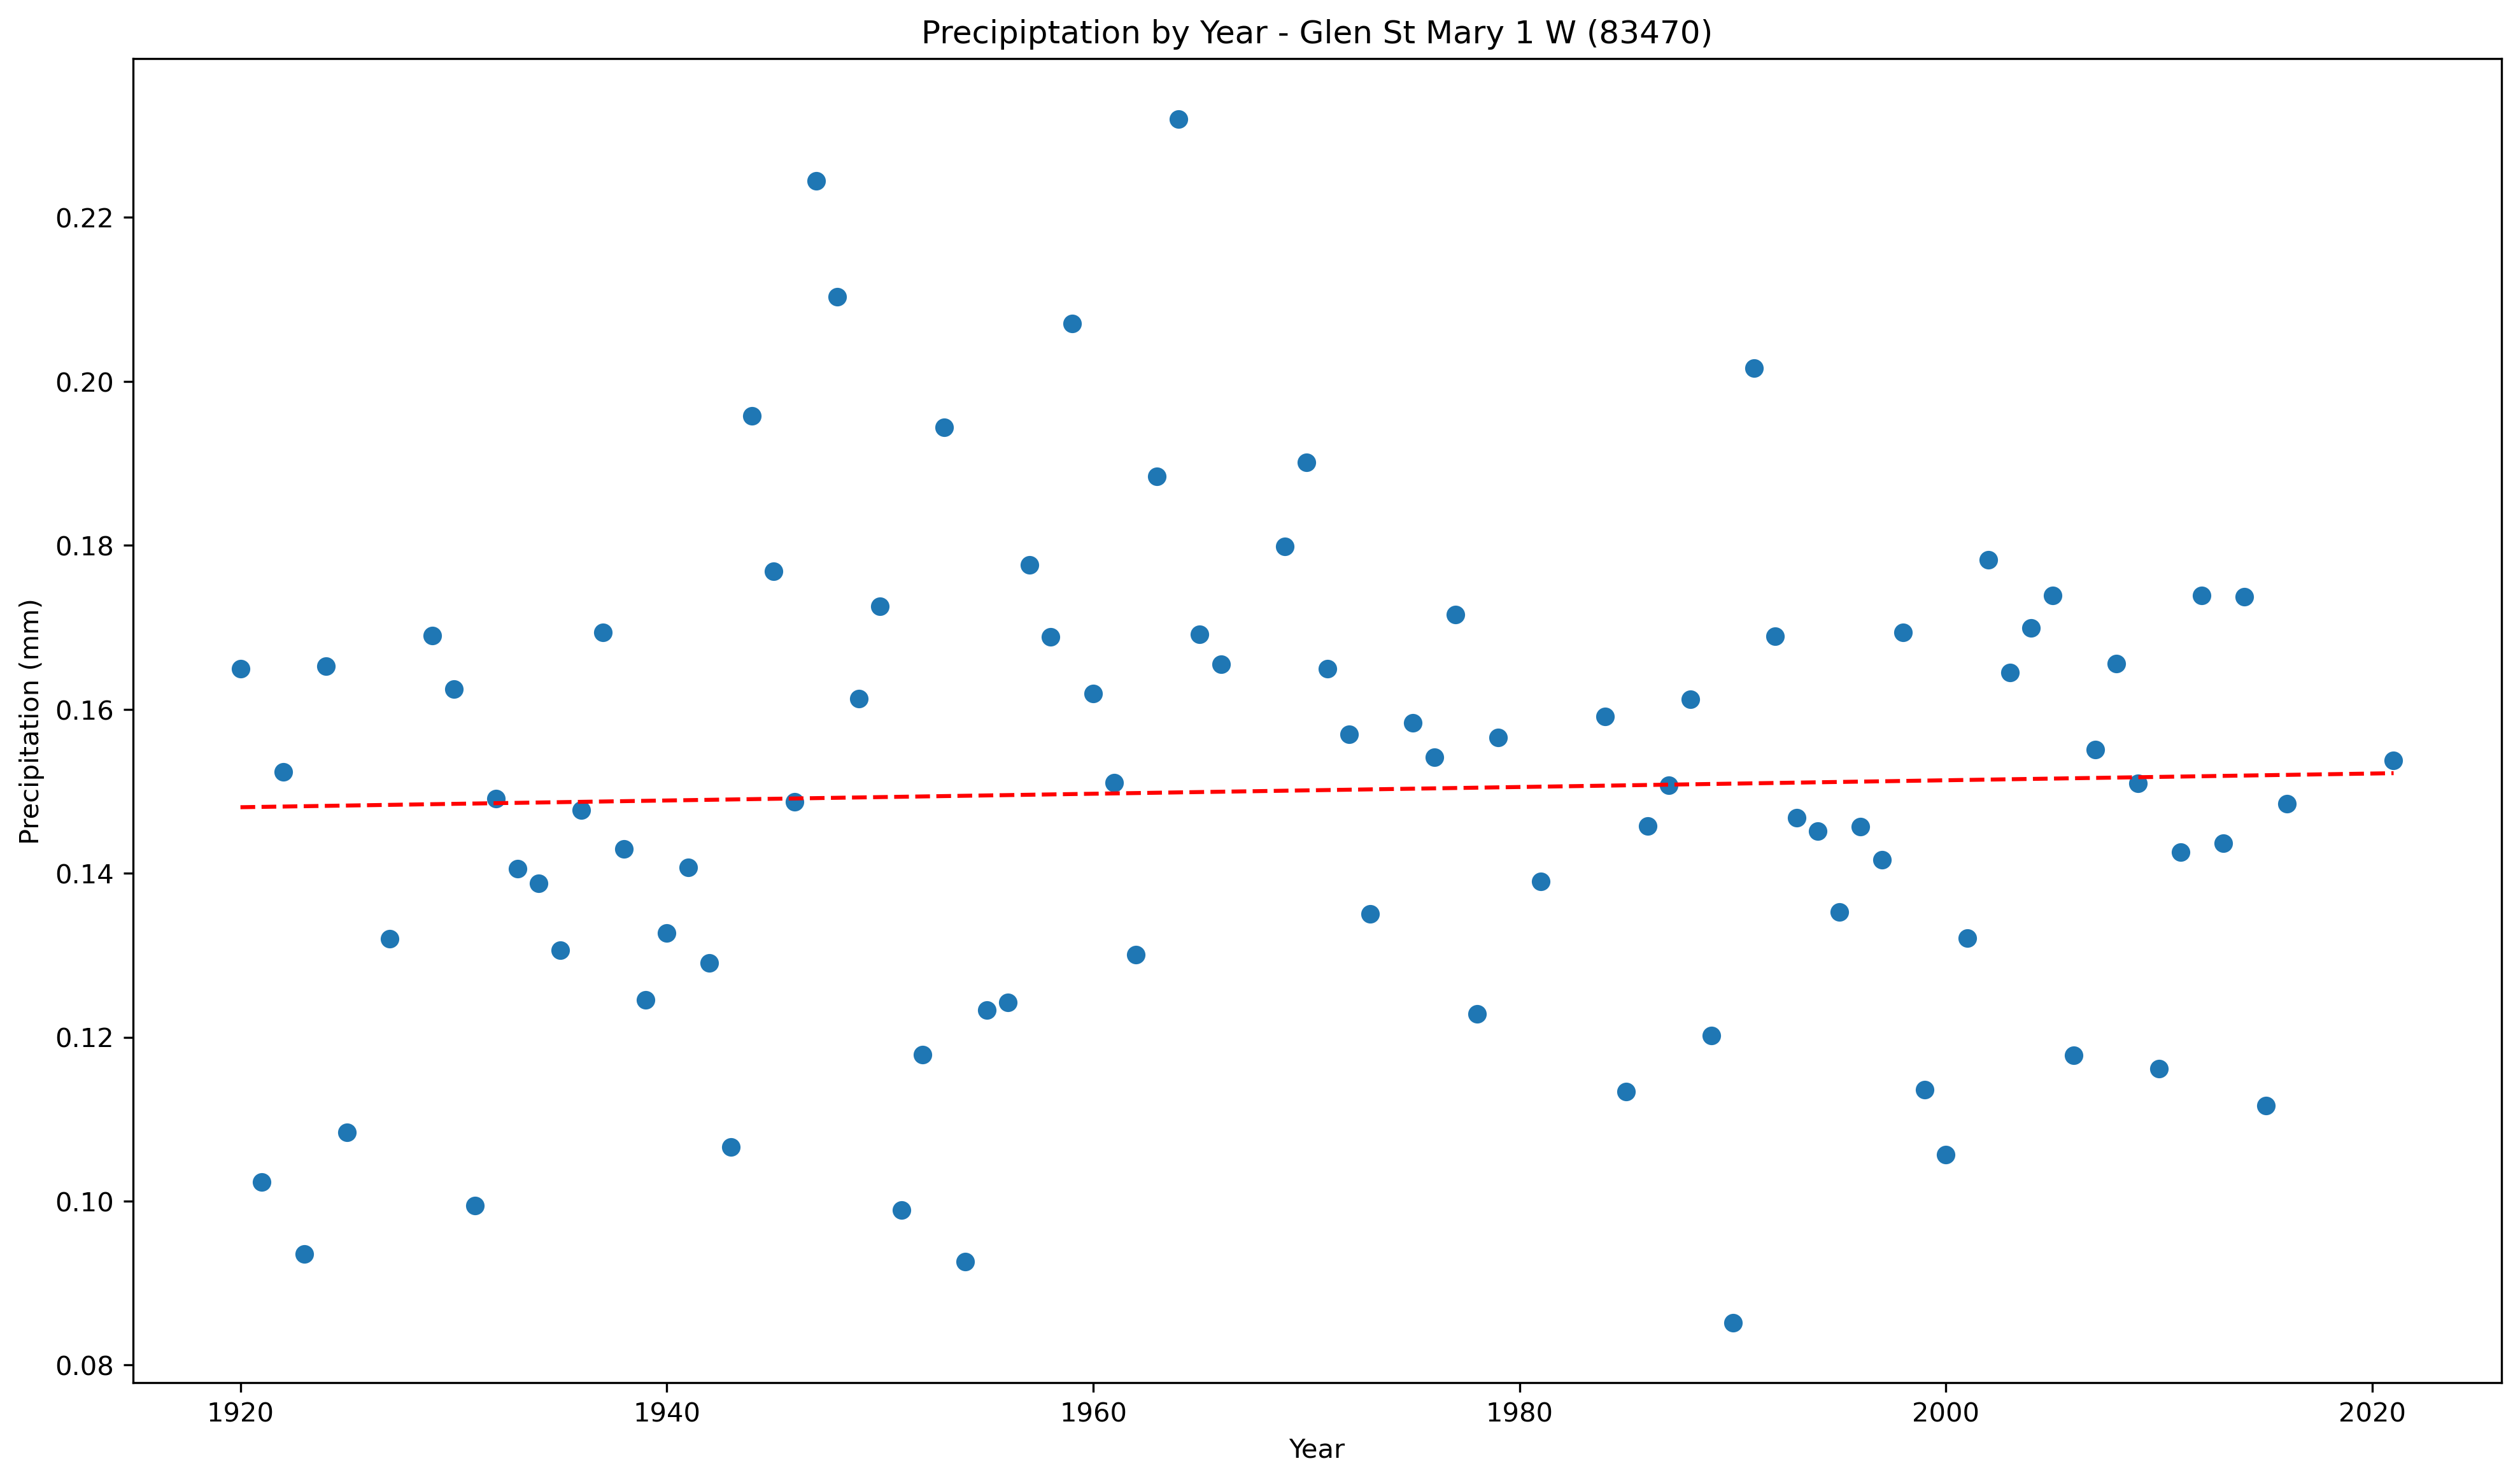 Precipiptation by Year - Glen St Mary 1 W (83470)
Precipitation (mm)
0.22
0.20
0.18
0.16
0.14
0.12
0.10
0.08
1920 1940 1960 1980 2000 2020
Year